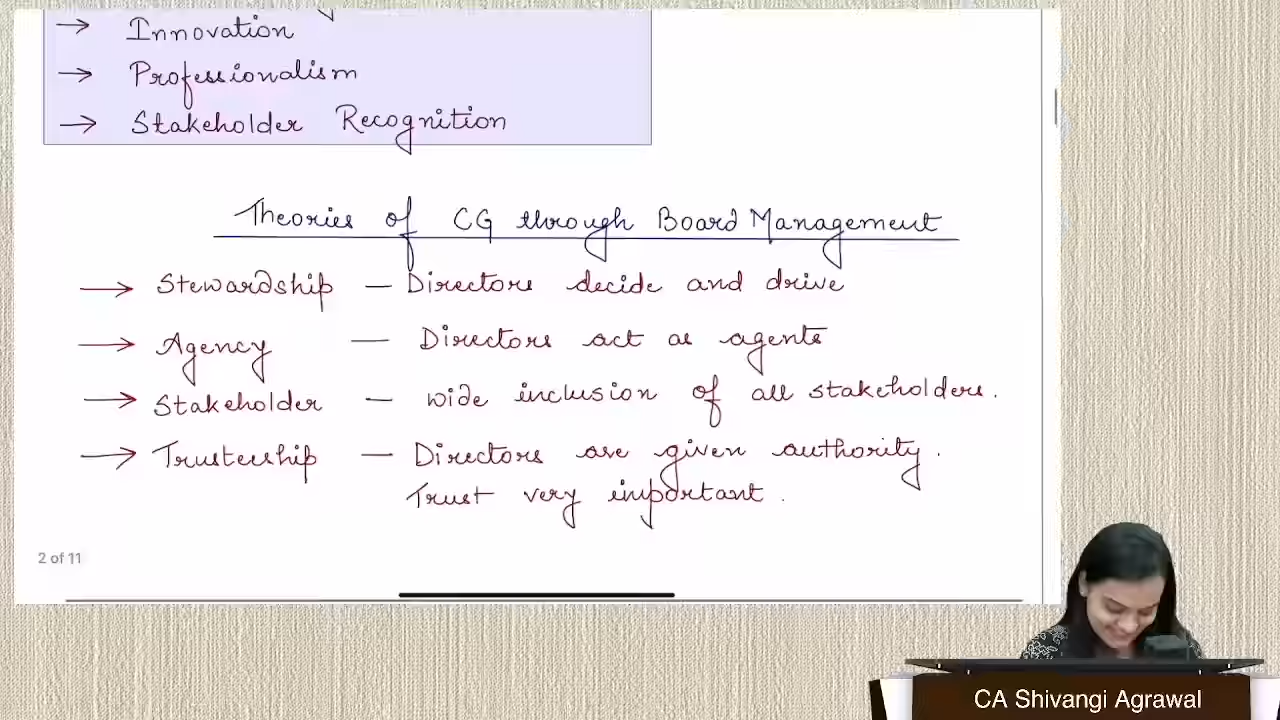 → Innovation
→ Professionalism
→ Stakeholder Recognition
Theories of CG through Board Management
→ Stewardship — Directors decide and drive
→ Agency — Directors act as agents
→ Stakeholder — wide inclusion of all stakeholders.
→ Trusteeship — Directors are given authority.
Trust very important.
2 of 11
CA Shivangi Agrawal